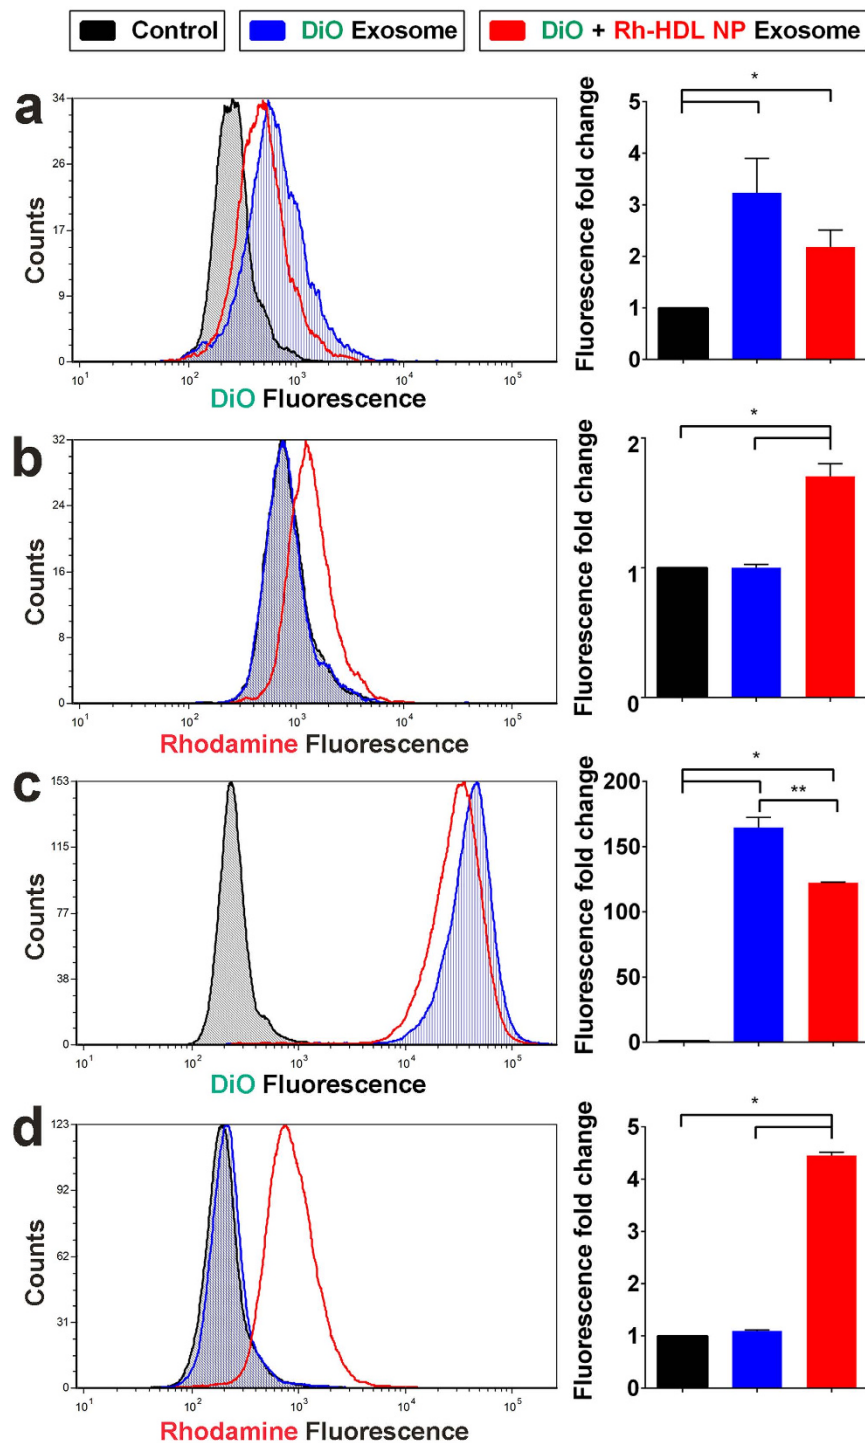 Control DiO Exosome DiO + Rh-HDL NP Exosome
a
34
26
17
9
0
Counts
10¹ 10² 10³ 10⁴ 10⁵
DiO Fluorescence
Fluorescence fold change
5
4
3
2
1
0
*
b
32
24
16
8
0
Counts
10¹ 10² 10³ 10⁴ 10⁵
Rhodamine Fluorescence
Fluorescence fold change
2
1
0
*
c
153
115
77
38
0
Counts
10¹ 10² 10³ 10⁴ 10⁵
DiO Fluorescence
Fluorescence fold change
200
150
100
50
0
*
**
d
123
92
62
31
0
Counts
10¹ 10² 10³ 10⁴ 10⁵
Rhodamine Fluorescence
Fluorescence fold change
5
4
3
2
1
0
*